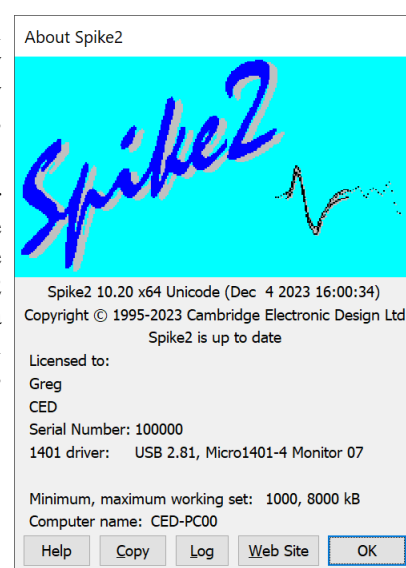 About Spike2
Spike2
Spike2 10.20 x64 Unicode (Dec  4 2023 16:00:34)
Copyright © 1995-2023 Cambridge Electronic Design Ltd
Spike2 is up to date
Licensed to:
Greg
CED
Serial Number: 100000
1401 driver: USB 2.81, Micro1401-4 Monitor 07
Minimum, maximum working set: 1000, 8000 kB
Computer name: CED-PC00
Help Copy Log Web Site OK